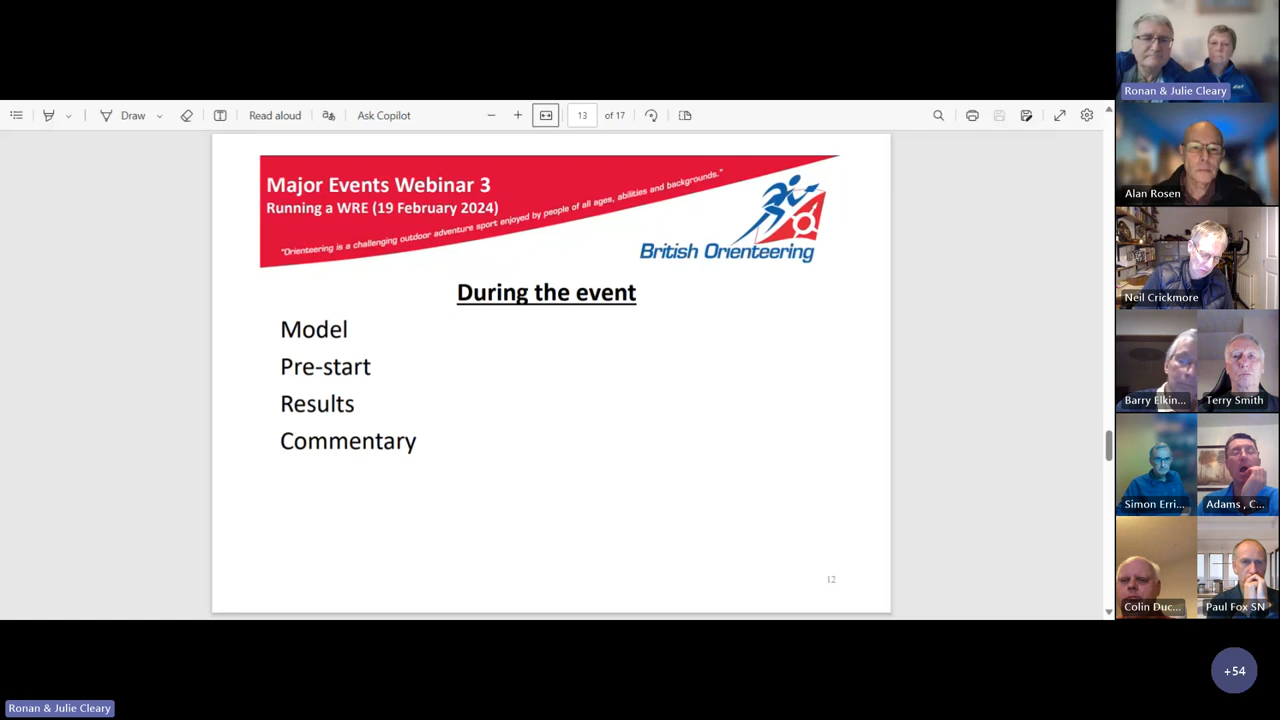 Draw
Read aloud
Ask Copilot
13
of 17
Major Events Webinar 3
Running a WRE (19 February 2024)
"Orienteering is a challenging outdoor adventure sport enjoyed by people of all ages, abilities and backgrounds."
British Orienteering
During the event
Model
Pre-start
Results
Commentary
12
Ronan & Julie Cleary
Alan Rosen
Neil Crickmore
Barry Elkin...
Terry Smith
Simon Erri...
Adams , C...
Colin Duc...
Paul Fox SN
+54
Ronan & Julie Cleary